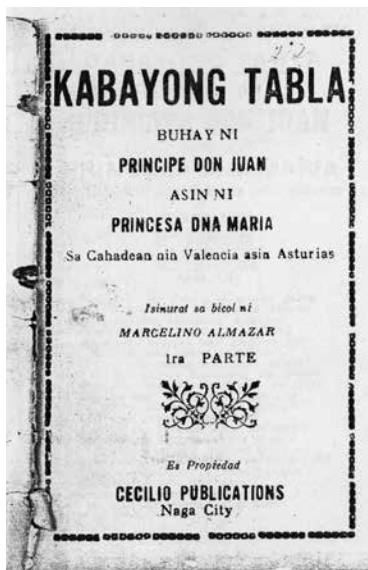 KABAYONG TABLA
BUHAY NI
PRINCIPE DON JUAN
ASIN NI
PRINCESA DNA MARIA
Sa Cahadean nin Valencia asin Asturias
Isinurat sa bicol ni
MARCELINO ALMAZAR
1ra PARTE
Es Propiedad
CECILIO PUBLICATIONS
Naga City